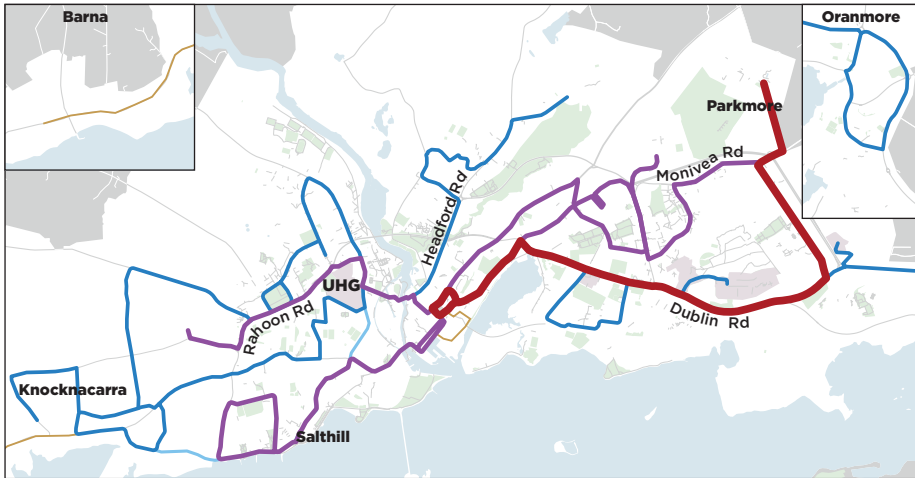 Barna
Oranmore
Parkmore
Monivea Rd
Headford Rd
UHG
Rahoon Rd
Dublin Rd
Knocknacarra
Salthill